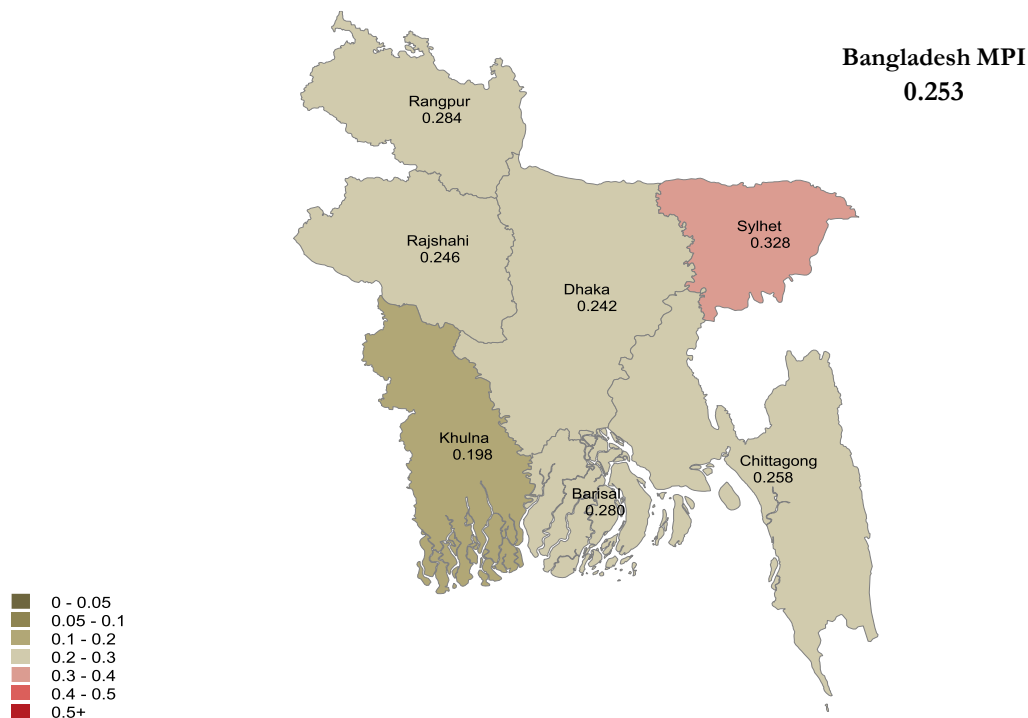 Bangladesh MPI
0.253
Rangpur
0.284
Sylhet
0.328
Rajshahi
0.246
Dhaka
0.242
Khulna
0.198
Chittagong
0.258
Barisal
0.280
0 - 0.05
0.05 - 0.1
0.1 - 0.2
0.2 - 0.3
0.3 - 0.4
0.4 - 0.5
0.5+